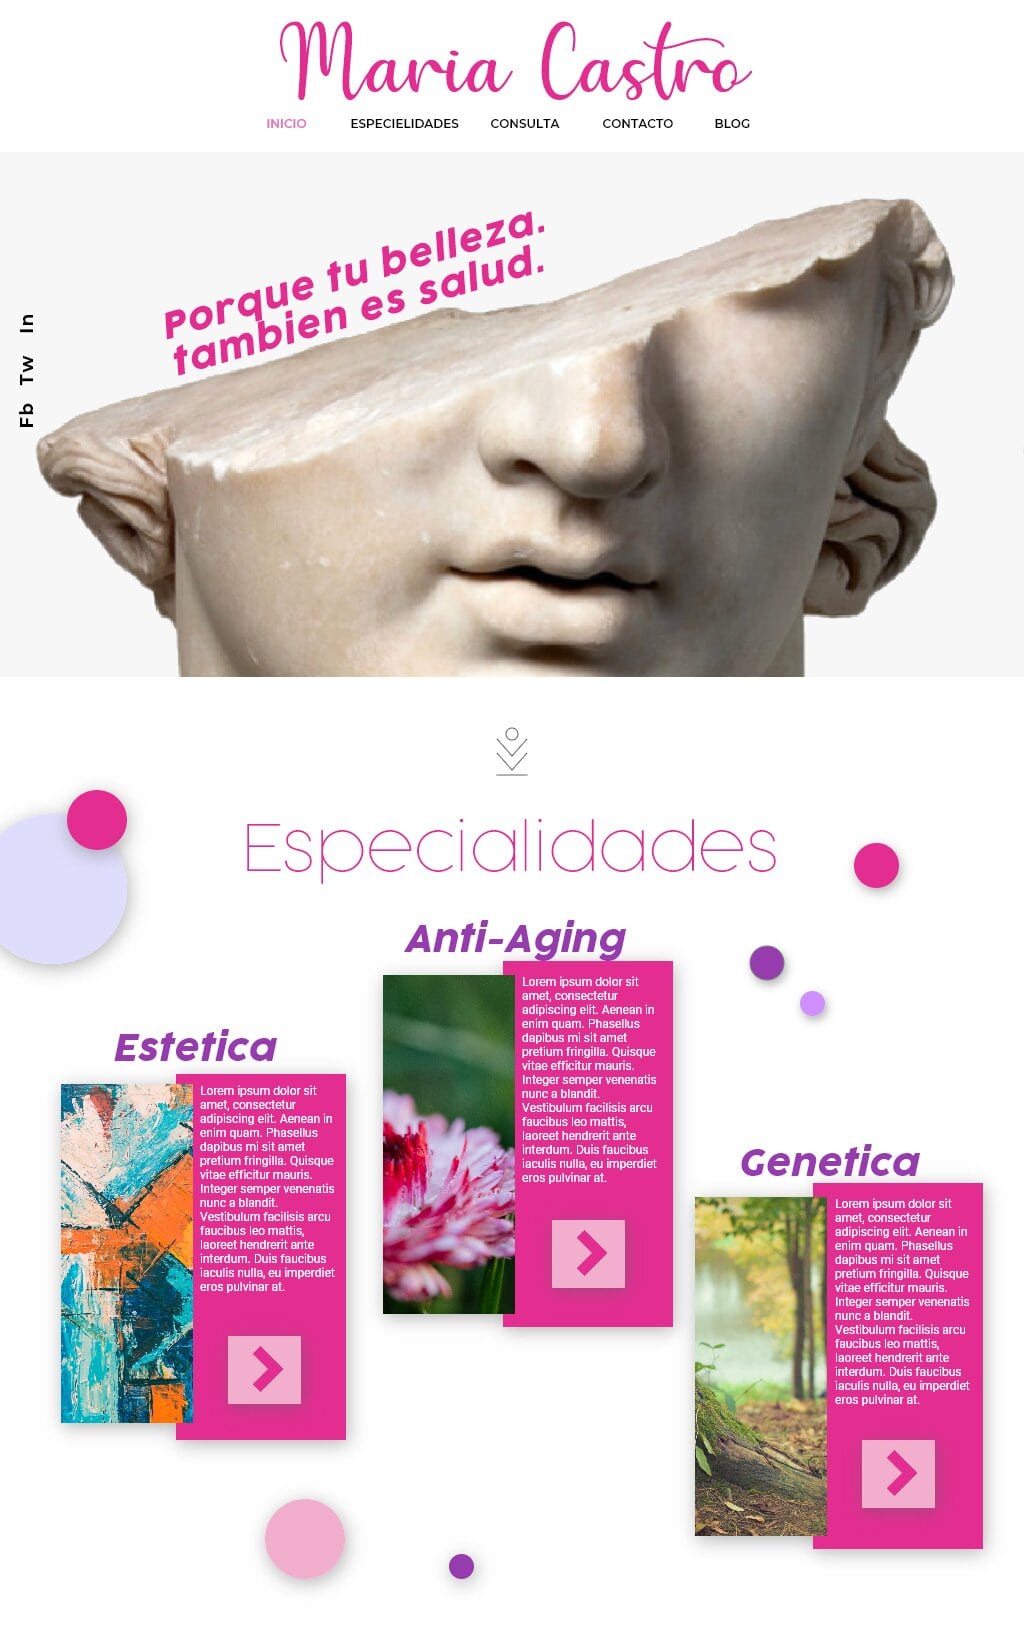 Maria Castro
INICIO ESPECIELIDADES CONSULTA CONTACTO BLOG
Porque tu belleza.
tambien es salud.
Fb Tw In
Especialidades
Anti-Aging
Lorem ipsum dolor sit
amet, consectetur
adipiscing elit. Aenean in
enim quam. Phasellus
dapibus mi sit amet
pretium fringilla. Quisque
vitae efficitur mauris.
Integer semper venenatis
nunc a blandit.
Vestibulum facilisis arcu
faucibus leo mattis,
laoreet hendrerit ante
interdum. Duis faucibus
iaculis nulla, eu imperdiet
eros pulvinar at.
Estetica
Lorem ipsum dolor sit
amet, consectetur
adipiscing elit. Aenean in
enim quam. Phasellus
dapibus mi sit amet
pretium fringilla. Quisque
vitae efficitur mauris.
Integer semper venenatis
nunc a blandit.
Vestibulum facilisis arcu
faucibus leo mattis,
laoreet hendrerit ante
interdum. Duis faucibus
iaculis nulla, eu imperdiet
eros pulvinar at.
Genetica
Lorem ipsum dolor sit
amet, consectetur
adipiscing elit. Aenean in
enim quam. Phasellus
dapibus mi sit amet
pretium fringilla. Quisque
vitae efficitur mauris.
Integer semper venenatis
nunc a blandit.
Vestibulum facilisis arcu
faucibus leo mattis,
laoreet hendrerit ante
interdum. Duis faucibus
iaculis nulla, eu imperdiet
eros pulvinar at.